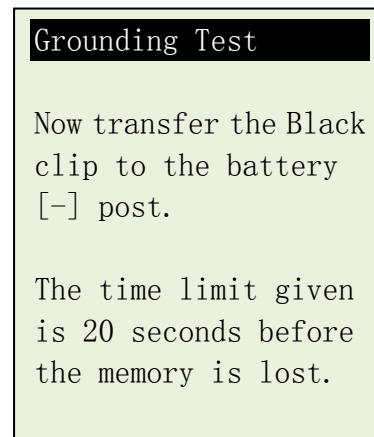 Grounding Test
Now transfer the Black
clip to the battery
[-] post.
The time limit given
is 20 seconds before
the memory is lost.